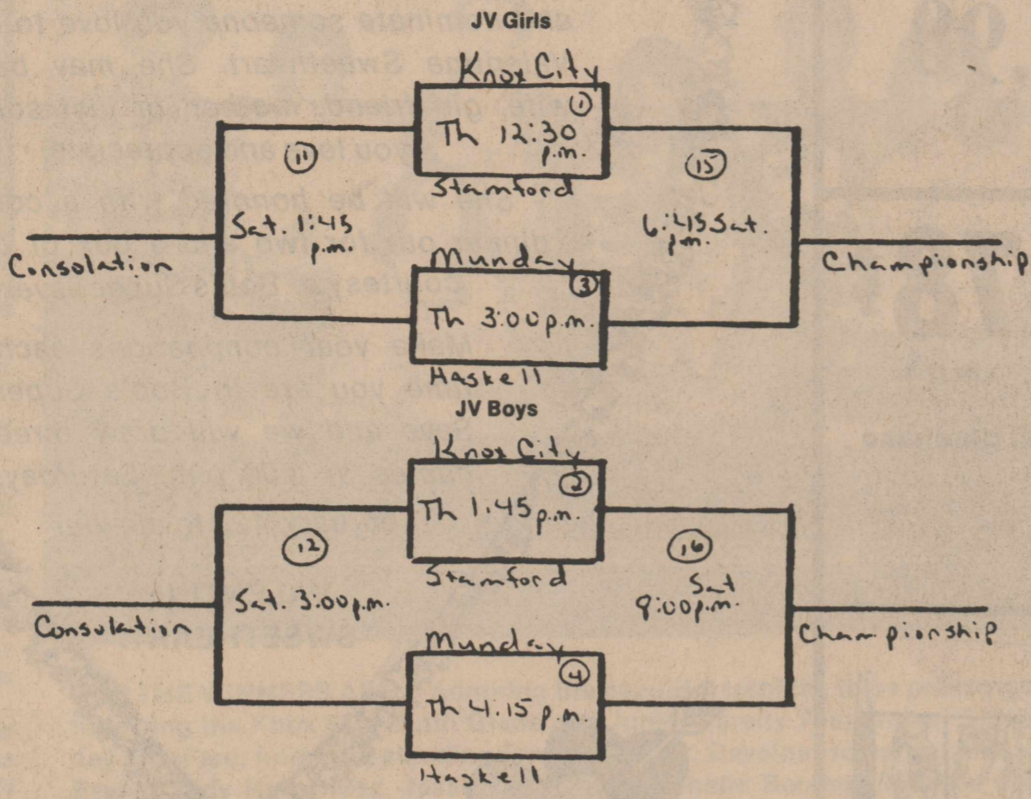 JV Girls
Knox City
①
Th 12:30
p.m.
Stamford
⑪
Sat. 1:45
p.m.
⑮
6:45 Sat.
p.m.
Consolation
Championship
Munday
③
Th 3:00 p.m.
Haskell
JV Boys
Knox City
②
Th 1:45 p.m.
Stamford
⑫
Sat. 3:00 p.m.
⑯
Sat
8:00 p.m.
Consolation
Championship
Munday
④
Th 4:15 p.m.
Haskell